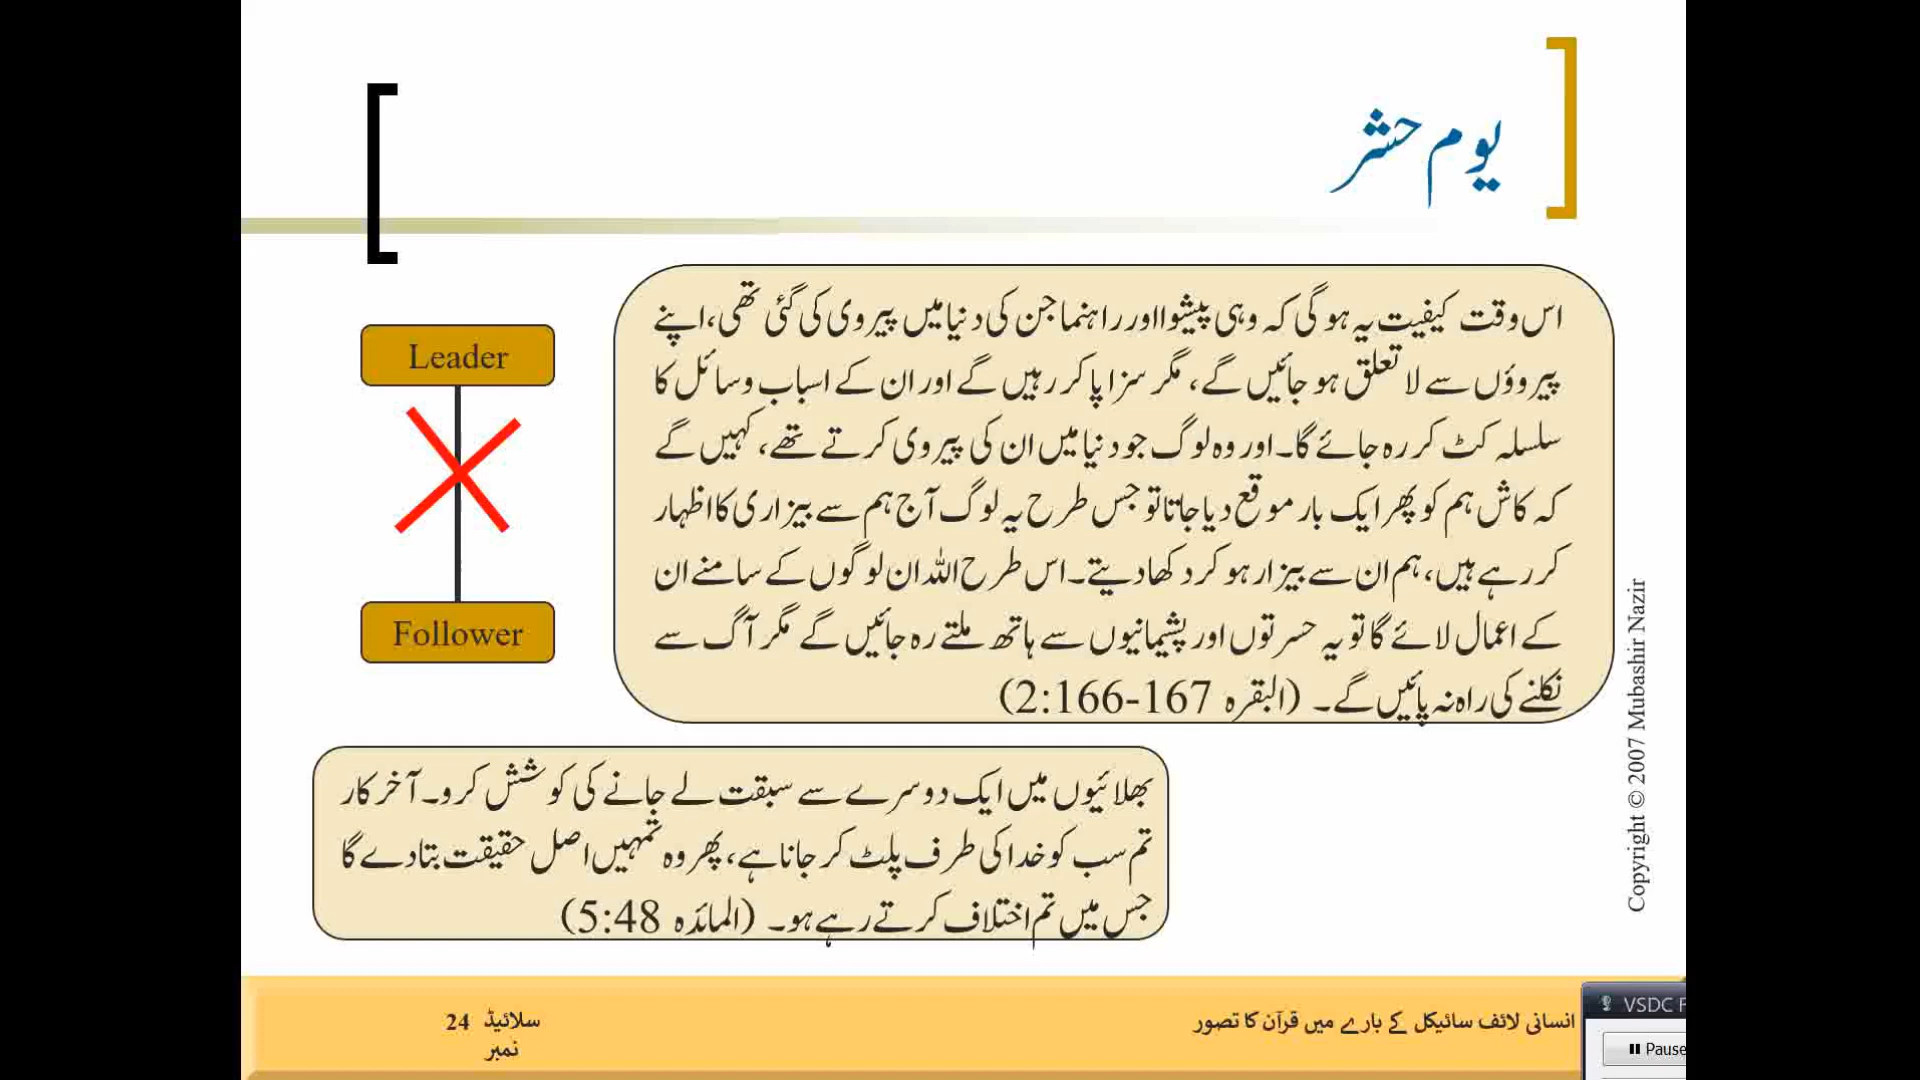 یوم حشر
اس وقت کیفیت یہ ہو گی کہ وہی پیشوا اور راہنما جن کی دنیا میں پیروی کی گئی تھی، اپنے
پیروؤں سے لا تعلق ہو جائیں گے، مگر سزا پا کر رہیں گے اور ان کے اسباب و سائل کا
سلسلہ کٹ کر رہ جائے گا۔ اور وہ لوگ جو دنیا میں ان کی پیروی کرتے تھے، کہیں گے
کہ کاش ہم کو پھر ایک بار موقع دیا جاتا تو جس طرح یہ لوگ آج ہم سے بیزاری کا اظہار
کر رہے ہیں، ہم ان سے بیزار ہو کر دکھا دیتے۔ اس طرح اللہ ان لوگوں کے سامنے ان
کے اعمال لائے گا تو یہ حسرتوں اور پشیمانیوں سے ہاتھ ملتے رہ جائیں گے مگر آگ سے
نکلنے کی راہ نہ پائیں گے۔ (البقرہ 2:166-167)
Leader
Follower
بھلائیوں میں ایک دوسرے سے سبقت لے جانے کی کوشش کرو۔ آخر کار
تم سب کو خدا کی طرف پلٹ کر جانا ہے، پھر وہ تمہیں اصل حقیقت بتا دے گا
جس میں تم اختلاف کرتے رہے ہو۔ (المائدہ 5:48)
Copyright © 2007 Mubashir Nazir
انسانی لائف سائیکل کے بارے میں قرآن کا تصور
سلائیڈ 24
نمبر
VSDC F
Pause